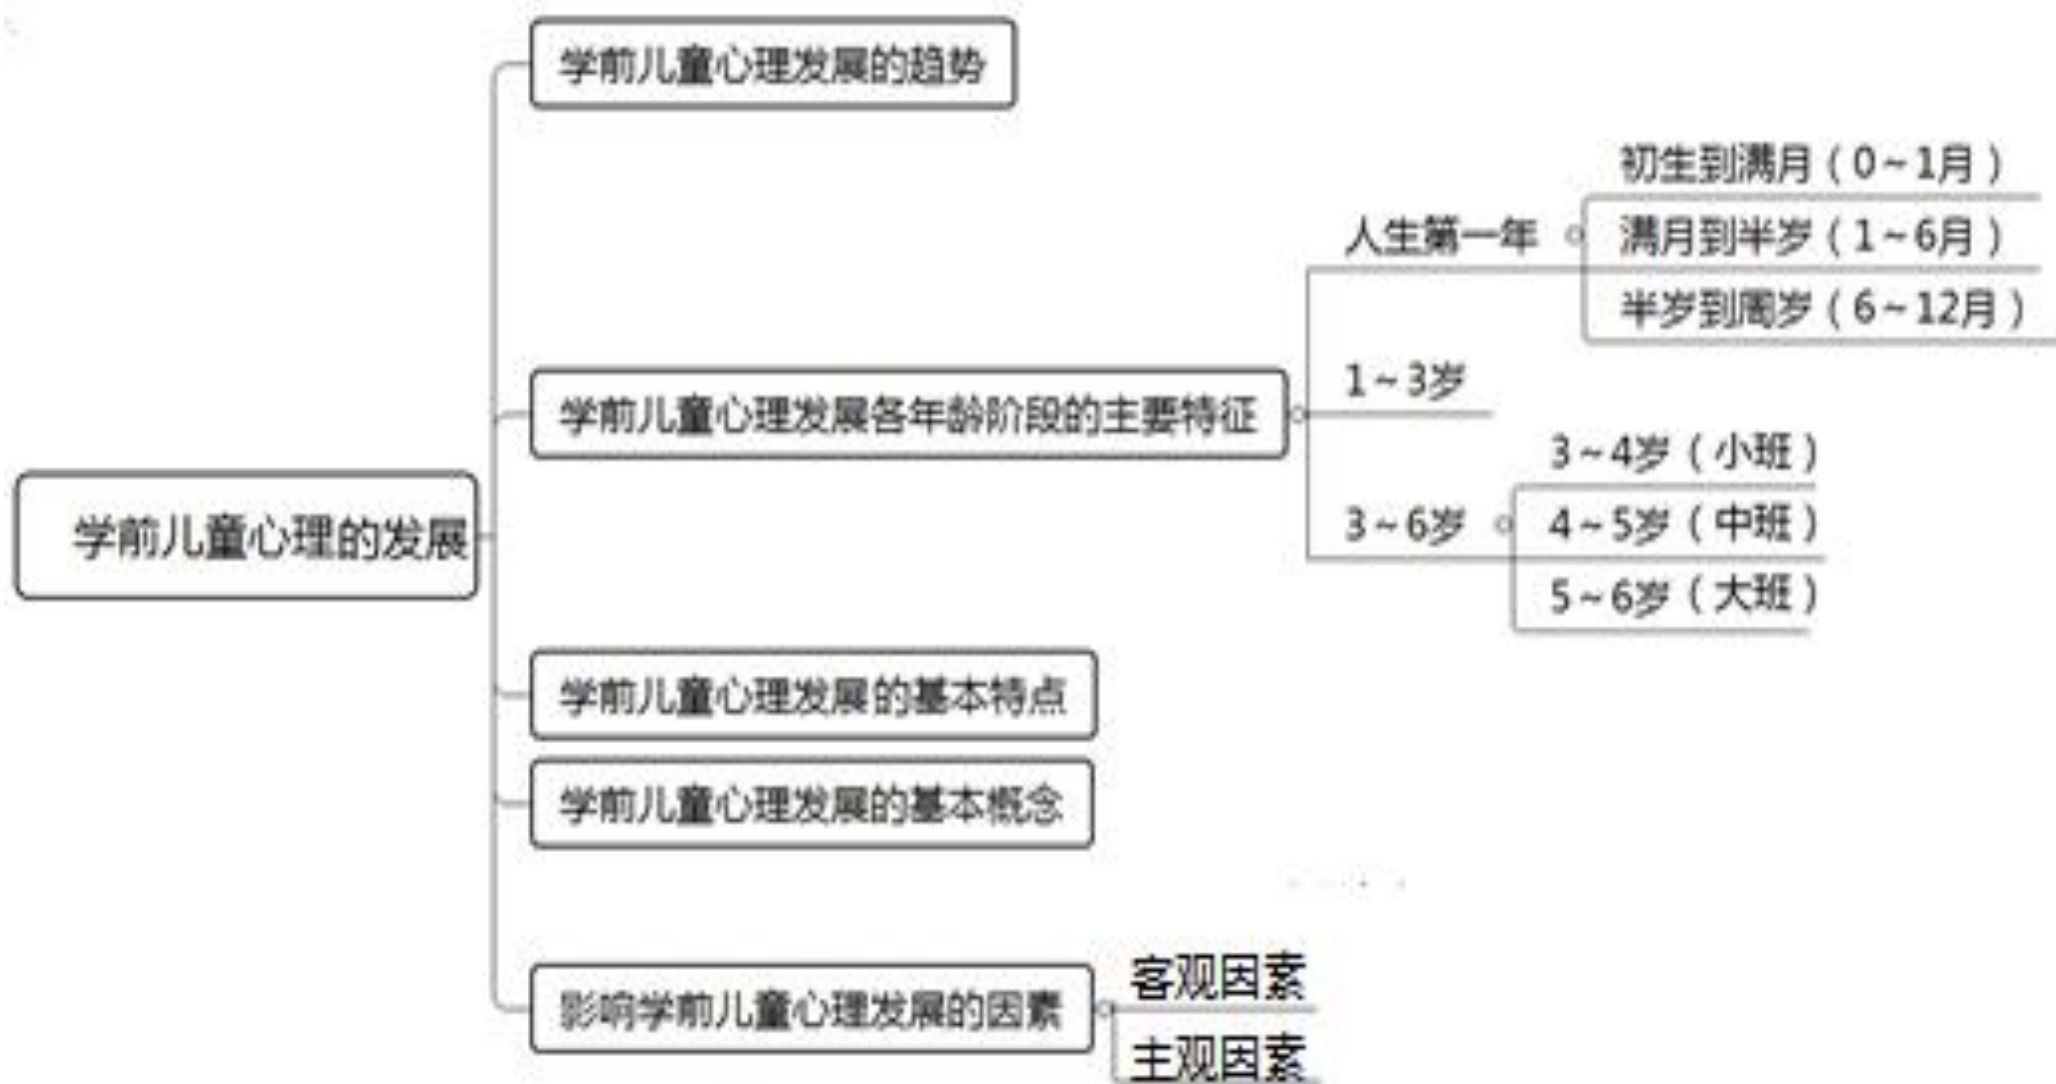 学前儿童心理发展的趋势
初生到满月（0～1月）
人生第一年
满月到半岁（1～6月）
半岁到周岁（6～12月）
1～3岁
学前儿童心理发展各年龄阶段的主要特征
3～4岁（小班）
3～6岁
4～5岁（中班）
5～6岁（大班）
学前儿童心理的发展
学前儿童心理发展的基本特点
学前儿童心理发展的基本概念
影响学前儿童心理发展的因素
客观因素
主观因素